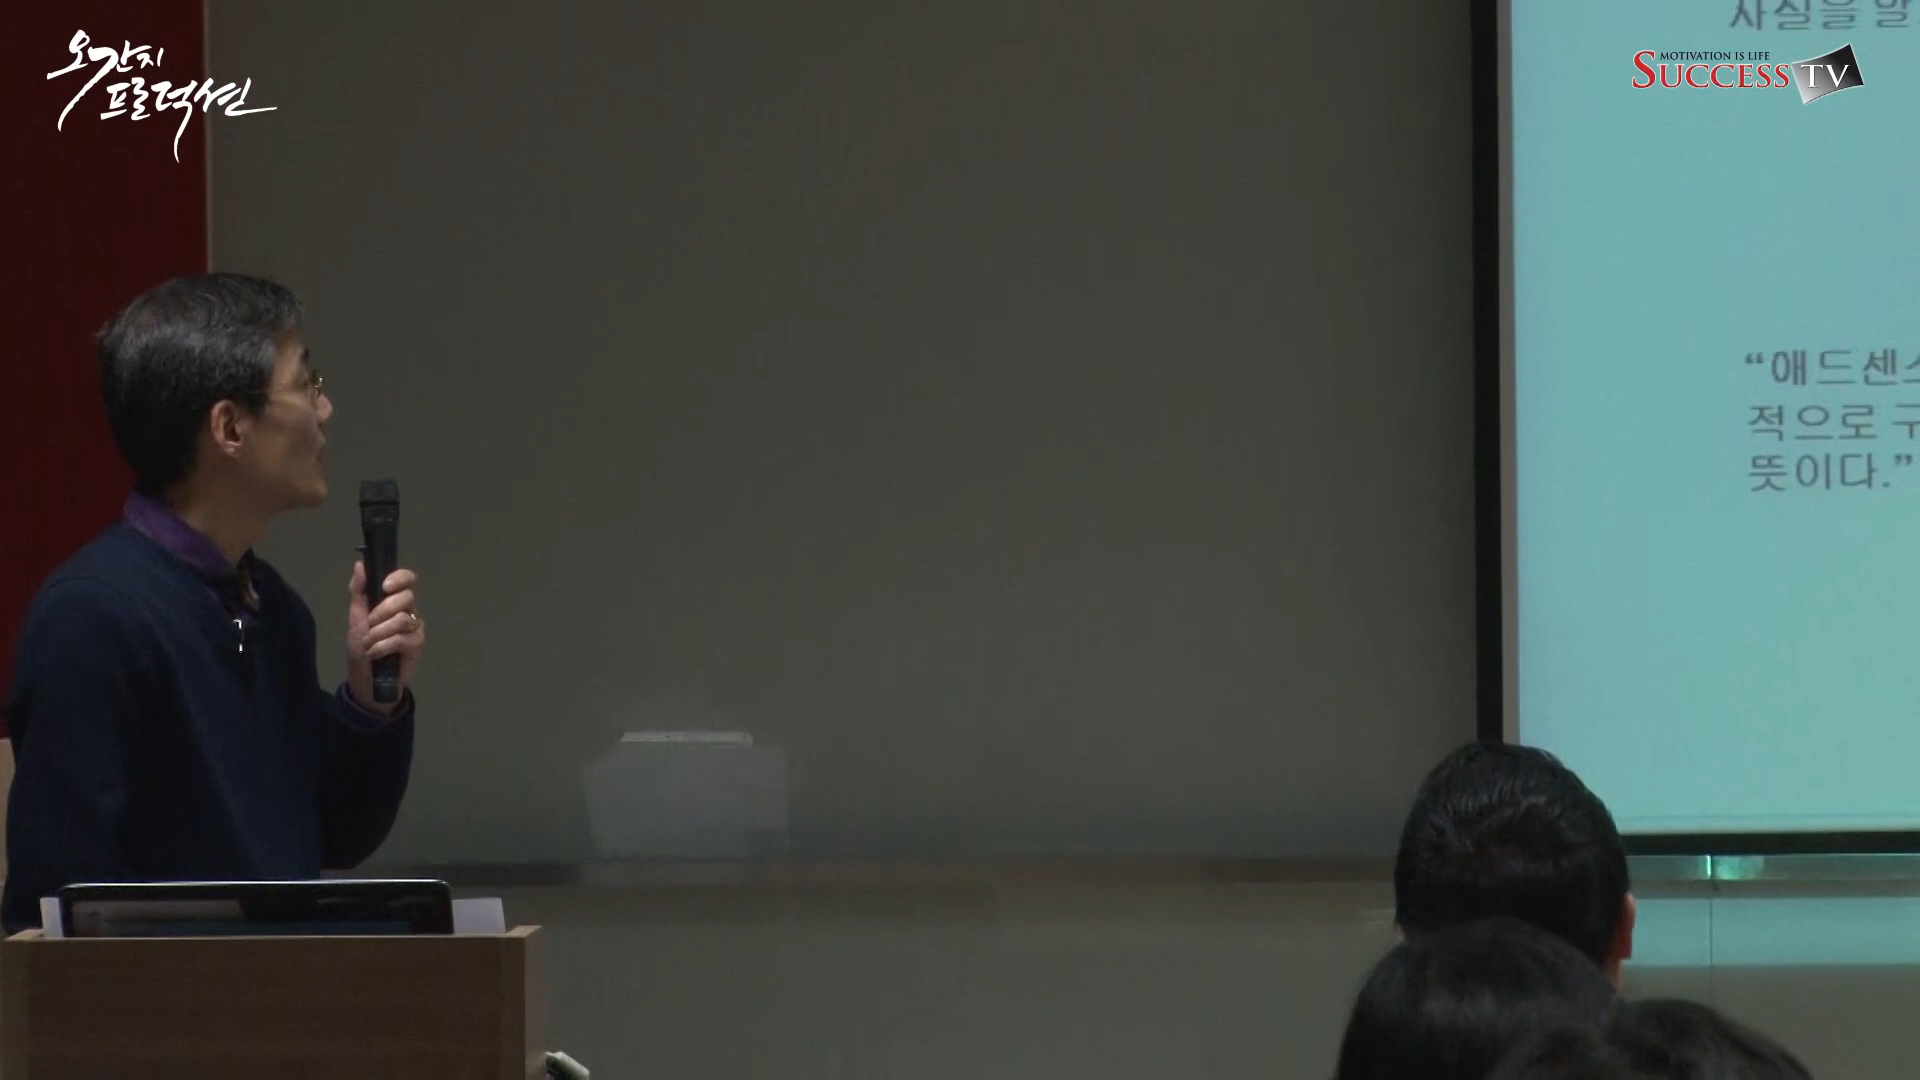 오간지
프로덕션
MOTIVATION IS LIFE
SUCCESS TV
사실을 알
“애드센스
적으로
뜻이다.”